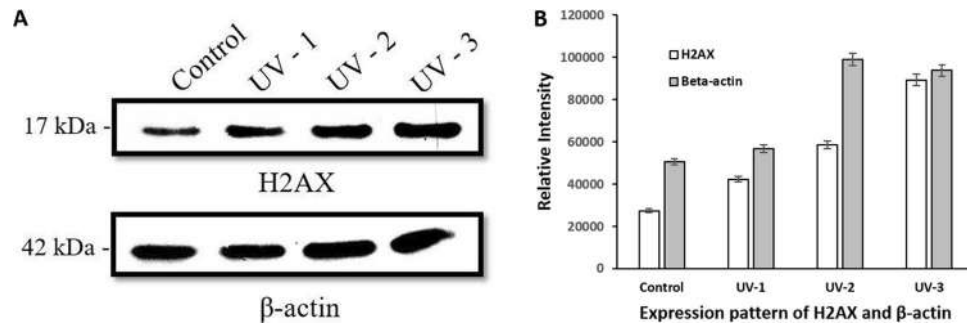 A
Control
UV - 1
UV - 2
UV - 3
17 kDa -
H2AX
42 kDa -
β-actin
B
120000
100000
80000
60000
40000
20000
0
Relative Intensity
H2AX
Beta-actin
Control
UV-1
UV-2
UV-3
Expression pattern of H2AX and β-actin